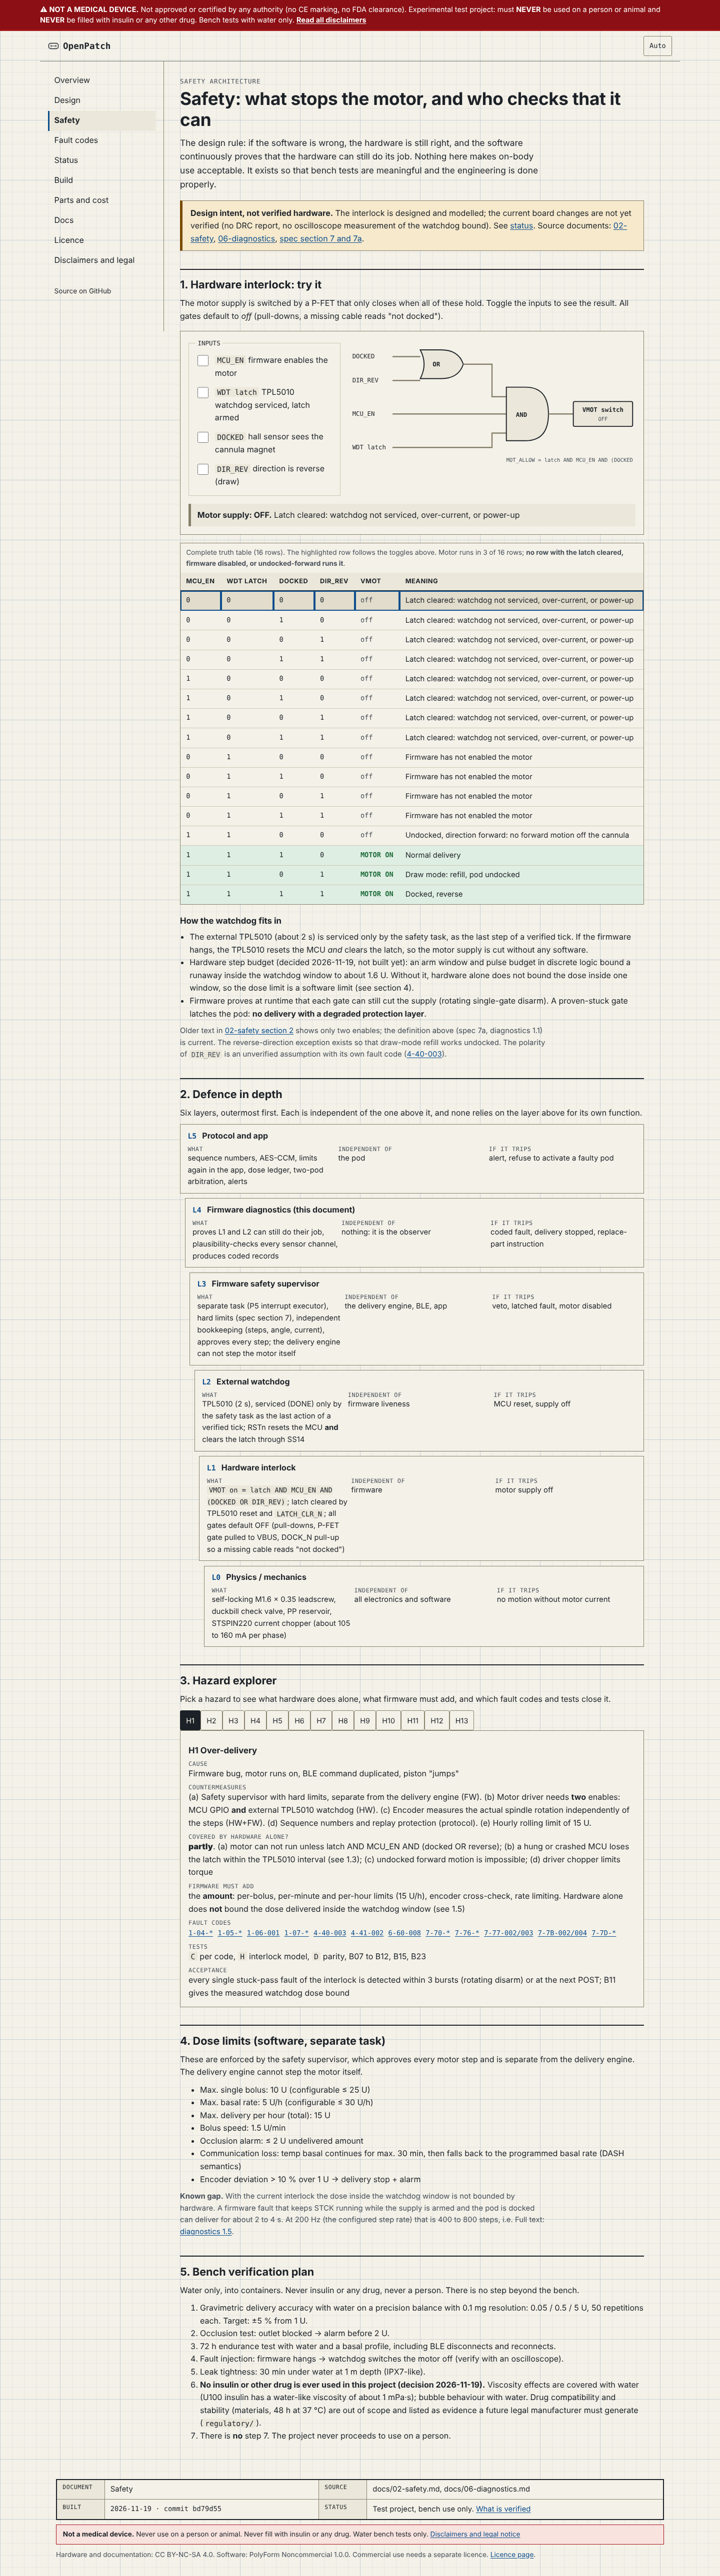 ⚠ NOT A MEDICAL DEVICE. Not approved or certified by any authority (no CE marking, no FDA clearance). Experimental test project: must NEVER be used on a person or animal and
NEVER be filled with insulin or any other drug. Bench tests with water only. Read all disclaimers
OpenPatch
Auto
Overview
Design
Safety
Fault codes
Status
Build
Parts and cost
Docs
Licence
Disclaimers and legal
Source on GitHub
SAFETY ARCHITECTURE
Safety: what stops the motor, and who checks that it
can
The design rule: if the software is wrong, the hardware is still right, and the software
continuously proves that the hardware can still do its job. Nothing here makes on-body
use acceptable. It exists so that bench tests are meaningful and the engineering is done
properly.
Design intent, not verified hardware. The interlock is designed and modelled; the current board changes are not yet
verified (no DRC report, no oscilloscope measurement of the watchdog bound). See status. Source documents: 02-
safety, 06-diagnostics, spec section 7 and 7a.
1. Hardware interlock: try it
The motor supply is switched by a P-FET that only closes when all of these hold. Toggle the inputs to see the result. All
gates default to off (pull-downs, a missing cable reads "not docked").
INPUTS
MCU_EN firmware enables the
motor
WDT latch TPL5010
watchdog serviced, latch
armed
DOCKED hall sensor sees the
cannula magnet
DIR_REV direction is reverse
(draw)
DOCKED
DIR_REV
MCU_EN
WDT latch
OR
AND
VMOT switch
OFF
MOT_ALLOW = latch AND MCU_EN AND (DOCKED
Motor supply: OFF. Latch cleared: watchdog not serviced, over-current, or power-up
Complete truth table (16 rows). The highlighted row follows the toggles above. Motor runs in 3 of 16 rows; no row with the latch cleared,
firmware disabled, or undocked-forward runs it.
MCU_EN WDT LATCH DOCKED DIR_REV VMOT MEANING
0 0 0 0 off Latch cleared: watchdog not serviced, over-current, or power-up
0 0 1 0 off Latch cleared: watchdog not serviced, over-current, or power-up
0 0 0 1 off Latch cleared: watchdog not serviced, over-current, or power-up
0 0 1 1 off Latch cleared: watchdog not serviced, over-current, or power-up
1 0 0 0 off Latch cleared: watchdog not serviced, over-current, or power-up
1 0 1 0 off Latch cleared: watchdog not serviced, over-current, or power-up
1 0 0 1 off Latch cleared: watchdog not serviced, over-current, or power-up
1 0 1 1 off Latch cleared: watchdog not serviced, over-current, or power-up
0 1 0 0 off Firmware has not enabled the motor
0 1 1 0 off Firmware has not enabled the motor
0 1 0 1 off Firmware has not enabled the motor
0 1 1 1 off Firmware has not enabled the motor
1 1 0 0 off Undocked, direction forward: no forward motion off the cannula
1 1 1 0 MOTOR ON Normal delivery
1 1 0 1 MOTOR ON Draw mode: refill, pod undocked
1 1 1 1 MOTOR ON Docked, reverse
How the watchdog fits in
• The external TPL5010 (about 2 s) is serviced only by the safety task, as the last step of a verified tick. If the firmware
hangs, the TPL5010 resets the MCU and clears the latch, so the motor supply is cut without any software.
• Hardware step budget (decided 2026-11-19, not built yet): an arm window and pulse budget in discrete logic bound a
runaway inside the watchdog window to about 1.6 U. Without it, hardware alone does not bound the dose inside one
window, so the dose limit is a software limit (see section 4).
• Firmware proves at runtime that each gate can still cut the supply (rotating single-gate disarm). A proven-stuck gate
latches the pod: no delivery with a degraded protection layer.
Older text in 02-safety section 2 shows only two enables; the definition above (spec 7a, diagnostics 1.1)
is current. The reverse-direction exception exists so that draw-mode refill works undocked. The polarity
of DIR_REV is an unverified assumption with its own fault code (4-40-003).
2. Defence in depth
Six layers, outermost first. Each is independent of the one above it, and none relies on the layer above for its own function.
L5 Protocol and app
WHAT INDEPENDENT OF IF IT TRIPS
sequence numbers, AES-CCM, limits the pod alert, refuse to activate a faulty pod
again in the app, dose ledger, two-pod
arbitration, alerts
L4 Firmware diagnostics (this document)
WHAT INDEPENDENT OF IF IT TRIPS
proves L1 and L2 can still do their job, nothing: it is the observer coded fault, delivery stopped, replace-
plausibility-checks every sensor channel, part instruction
produces coded records
L3 Firmware safety supervisor
WHAT INDEPENDENT OF IF IT TRIPS
separate task (P5 interrupt executor), the delivery engine, BLE, app veto, latched fault, motor disabled
hard limits (spec section 7), independent
bookkeeping (steps, angle, current),
approves every step; the delivery engine
can not step the motor itself
L2 External watchdog
WHAT INDEPENDENT OF IF IT TRIPS
TPL5010 (2 s), serviced (DONE) only by firmware liveness MCU reset, supply off
the safety task as the last action of a
verified tick; RSTn resets the MCU and
clears the latch through SS14
L1 Hardware interlock
WHAT INDEPENDENT OF IF IT TRIPS
VMOT on = latch AND MCU_EN AND firmware motor supply off
(DOCKED OR DIR_REV); latch cleared by
TPL5010 reset and LATCH_CLR_N; all
gates default OFF (pull-downs, P-FET
gate pulled to VBUS, DOCK_N pull-up
so a missing cable reads "not docked")
L0 Physics / mechanics
WHAT INDEPENDENT OF IF IT TRIPS
self-locking M1.6 × 0.35 leadscrew, all electronics and software no motion without motor current
duckbill check valve, PP reservoir,
STSPIN220 current chopper (about 105
to 160 mA per phase)
3. Hazard explorer
Pick a hazard to see what hardware does alone, what firmware must add, and which fault codes and tests close it.
H1 H2 H3 H4 H5 H6 H7 H8 H9 H10 H11 H12 H13
H1 Over-delivery
CAUSE
Firmware bug, motor runs on, BLE command duplicated, piston "jumps"
COUNTERMEASURES
(a) Safety supervisor with hard limits, separate from the delivery engine (FW). (b) Motor driver needs two enables:
MCU GPIO and external TPL5010 watchdog (HW). (c) Encoder measures the actual spindle rotation independently of
the steps (HW+FW). (d) Sequence numbers and replay protection (protocol). (e) Hourly rolling limit of 15 U.
COVERED BY HARDWARE ALONE?
partly. (a) motor can not run unless latch AND MCU_EN AND (docked OR reverse); (b) a hung or crashed MCU loses
the latch within the TPL5010 interval (see 1.3); (c) undocked forward motion is impossible; (d) driver chopper limits
torque
FIRMWARE MUST ADD
the amount: per-bolus, per-minute and per-hour limits (15 U/h), encoder cross-check, rate limiting. Hardware alone
does not bound the dose delivered inside the watchdog window (see 1.5)
FAULT CODES
1-04-* 1-05-* 1-06-001 1-07-* 4-40-003 4-41-002 6-60-008 7-70-* 7-76-* 7-77-002/003 7-7B-002/004 7-7D-*
TESTS
C per code, H interlock model, D parity, B07 to B12, B15, B23
ACCEPTANCE
every single stuck-pass fault of the interlock is detected within 3 bursts (rotating disarm) or at the next POST; B11
gives the measured watchdog dose bound
4. Dose limits (software, separate task)
These are enforced by the safety supervisor, which approves every motor step and is separate from the delivery engine.
The delivery engine cannot step the motor itself.
• Max. single bolus: 10 U (configurable ≤ 25 U)
• Max. basal rate: 5 U/h (configurable ≤ 30 U/h)
• Max. delivery per hour (total): 15 U
• Bolus speed: 1.5 U/min
• Occlusion alarm: ≤ 2 U undelivered amount
• Communication loss: temp basal continues for max. 30 min, then falls back to the programmed basal rate (DASH
semantics)
• Encoder deviation > 10 % over 1 U → delivery stop + alarm
Known gap. With the current interlock the dose inside the watchdog window is not bounded by
hardware. A firmware fault that keeps STCK running while the supply is armed and the pod is docked
can deliver for about 2 to 4 s. At 200 Hz (the configured step rate) that is 400 to 800 steps, i.e. Full text:
diagnostics 1.5.
5. Bench verification plan
Water only, into containers. Never insulin or any drug, never a person. There is no step beyond the bench.
1. Gravimetric delivery accuracy with water on a precision balance with 0.1 mg resolution: 0.05 / 0.5 / 5 U, 50 repetitions
each. Target: ±5 % from 1 U.
2. Occlusion test: outlet blocked → alarm before 2 U.
3. 72 h endurance test with water and a basal profile, including BLE disconnects and reconnects.
4. Fault injection: firmware hangs → watchdog switches the motor off (verify with an oscilloscope).
5. Leak tightness: 30 min under water at 1 m depth (IPX7-like).
6. No insulin or other drug is ever used in this project (decision 2026-11-19). Viscosity effects are covered with water
(U100 insulin has a water-like viscosity of about 1 mPa·s); bubble behaviour with water. Drug compatibility and
stability (materials, 48 h at 37 °C) are out of scope and listed as evidence a future legal manufacturer must generate
(regulatory/).
7. There is no step 7. The project never proceeds to use on a person.
DOCUMENT Safety SOURCE docs/02-safety.md, docs/06-diagnostics.md
BUILT 2026-11-19 · commit bd79d55 STATUS Test project, bench use only. What is verified
Not a medical device. Never use on a person or animal. Never fill with insulin or any drug. Water bench tests only. Disclaimers and legal notice
Hardware and documentation: CC BY-NC-SA 4.0. Software: PolyForm Noncommercial 1.0.0. Commercial use needs a separate licence. Licence page.